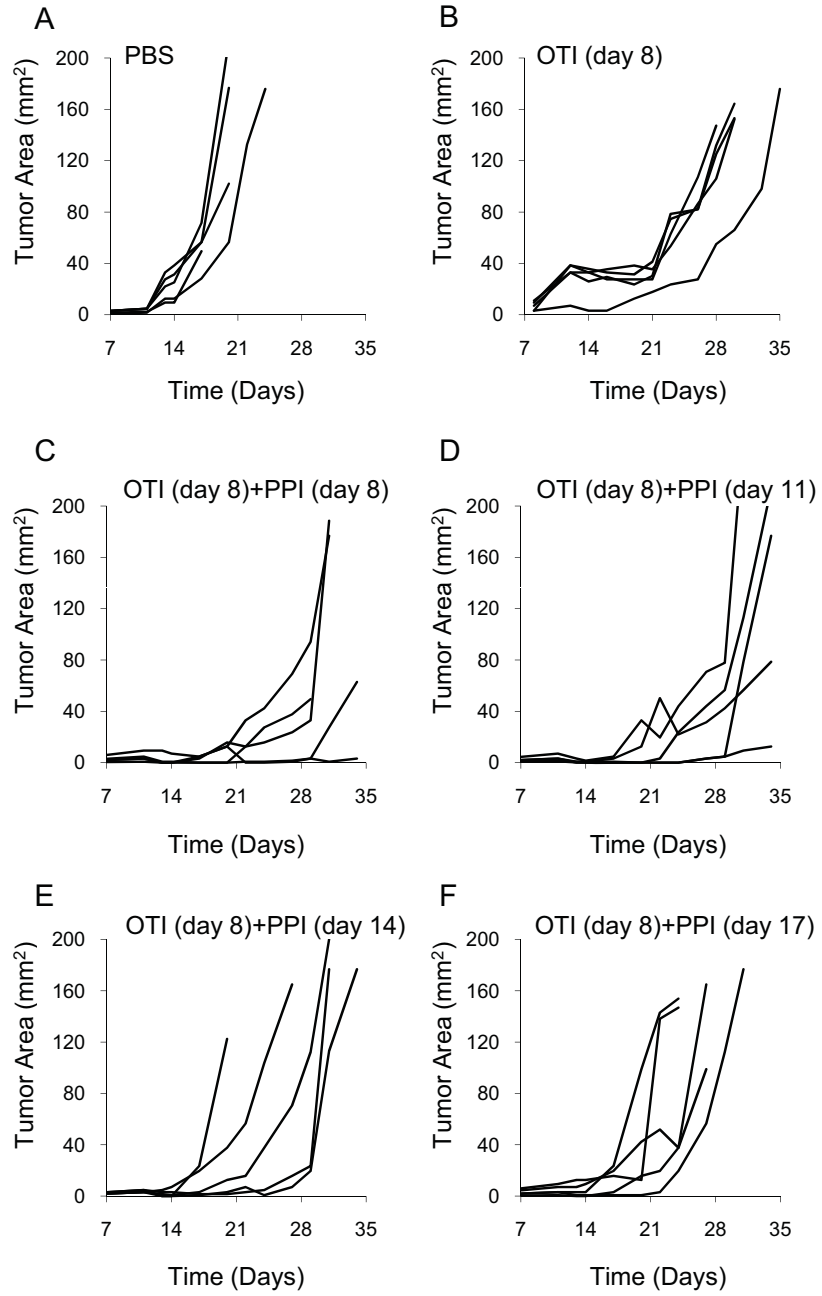 A
PBS
Tumor Area (mm2)
200
160
120
80
40
0
7 14 21 28 35
Time (Days)
B
OTI (day 8)
Tumor Area (mm2)
200
160
120
80
40
0
7 14 21 28 35
Time (Days)
C
OTI (day 8)+PPI (day 8)
Tumor Area (mm2)
200
160
120
80
40
0
7 14 21 28 35
Time (Days)
D
OTI (day 8)+PPI (day 11)
Tumor Area (mm2)
200
160
120
80
40
0
7 14 21 28 35
Time (Days)
E
OTI (day 8)+PPI (day 14)
Tumor Area (mm2)
200
160
120
80
40
0
7 14 21 28 35
Time (Days)
F
OTI (day 8)+PPI (day 17)
Tumor Area (mm2)
200
160
120
80
40
0
7 14 21 28 35
Time (Days)